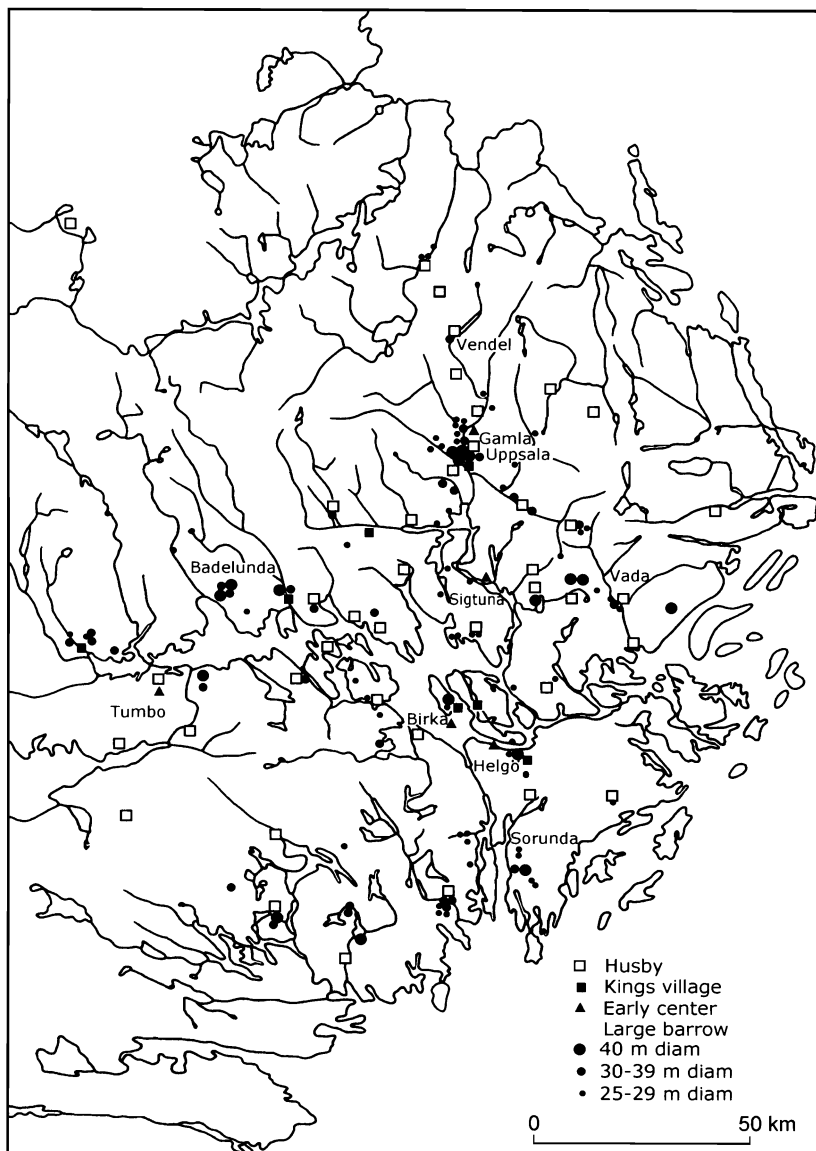 Vendel
Gamla
Uppsala
Badelunda
Sigtuna
Vada
Tumbo
Birka
Helgö
Sorunda
Husby
Kings village
Early center
Large barrow
40 m diam
30-39 m diam
25-29 m diam
0 50 km